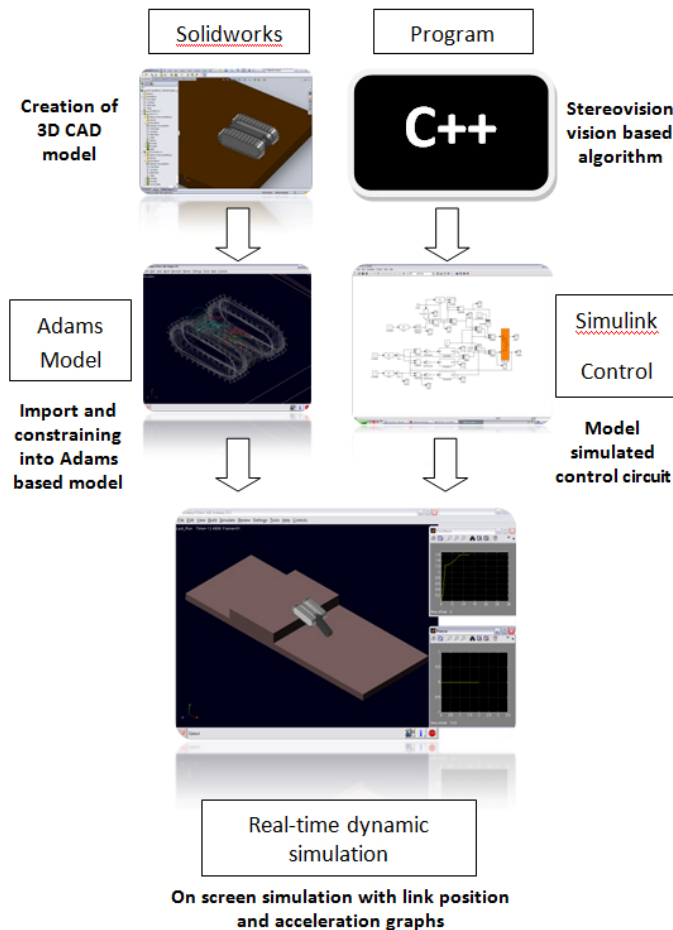 Solidworks
Program
Creation of
3D CAD
model
C++
Stereovision
vision based
algorithm
Adams
Model
Import and
constraining
into Adams
based model
Simulink
Control
Model
simulated
control circuit
Real-time dynamic
simulation
On screen simulation with link position
and acceleration graphs